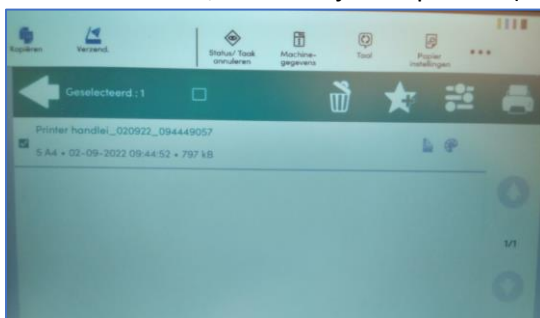 Kopiëren
Verzend.
Status/ Taak
annuleren
Machine-
gegevens
Taal
Papier
instellingen
Geselecteerd : 1
Printer handlei_020922_094449057
5 A4 • 02-09-2022 09:44:52 • 797 kB
1/1